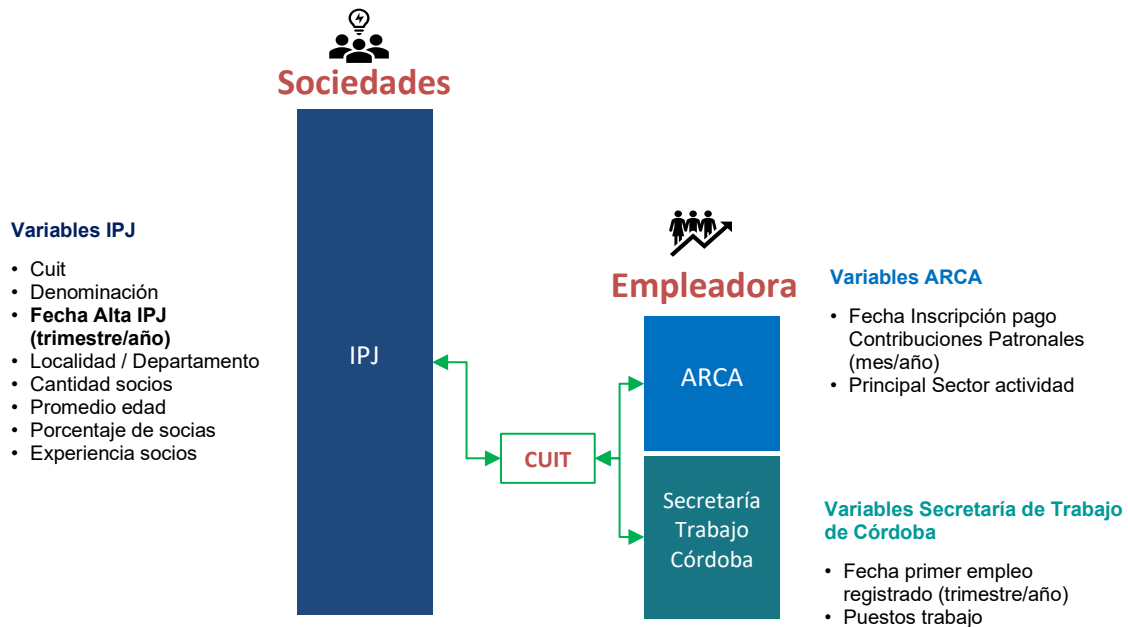 Sociedades
Variables IPJ
• Cuit
• Denominación
• Fecha Alta IPJ
(trimestre/año)
• Localidad / Departamento
• Cantidad socios
• Promedio edad
• Porcentaje de socias
• Experiencia socios
IPJ
CUIT
Empleadora
ARCA
Secretaría
Trabajo
Córdoba
Variables ARCA
• Fecha Inscripción pago
Contribuciones Patronales
(mes/año)
• Principal Sector actividad
Variables Secretaría de Trabajo
de Córdoba
• Fecha primer empleo
registrado (trimestre/año)
• Puestos trabajo